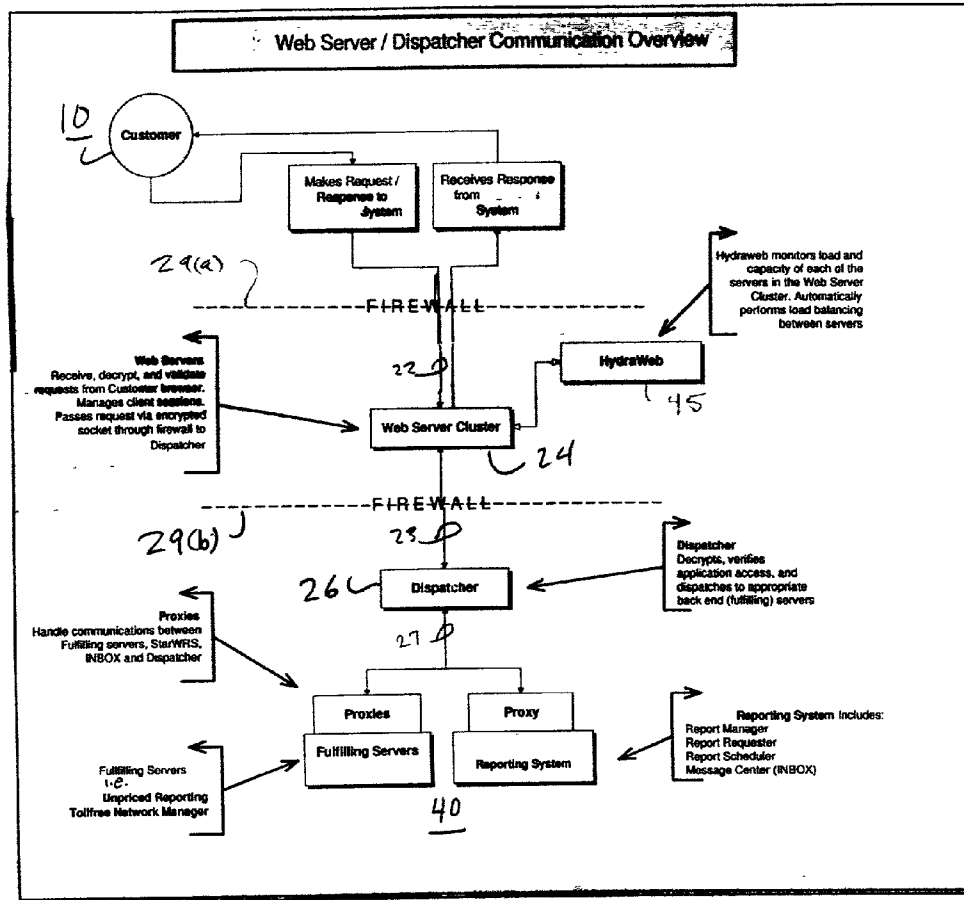 Web Server / Dispatcher Communication Overview
10
Customer
Makes Request /
Response to
System
Receives Response
from
System
29(a)
FIREWALL
Hydraweb monitors load and
capacity of each of the
servers in the Web Server
Cluster. Automatically
performs load balancing
between servers
Web Servers
Receive, decrypt, and validate
requests from Customer browser.
Manages client sessions.
Passes request via encrypted
socket through firewall to
Dispatcher
22
HydraWeb
45
Web Server Cluster
24
FIREWALL
29(b)
23
26
Dispatcher
Dispatcher
Decrypts, verifies
application access, and
dispatches to appropriate
back end (fulfilling) servers
27
Proxies
Handle communications between
Fulfilling servers, StarWRS,
INBOX and Dispatcher
Proxies
Fulfilling Servers
Proxy
Reporting System
Reporting System Includes:
Report Manager
Report Requester
Report Scheduler
Message Center (INBOX)
Fulfilling Servers
i.e.
Unpriced Reporting
Tollfree Network Manager
40